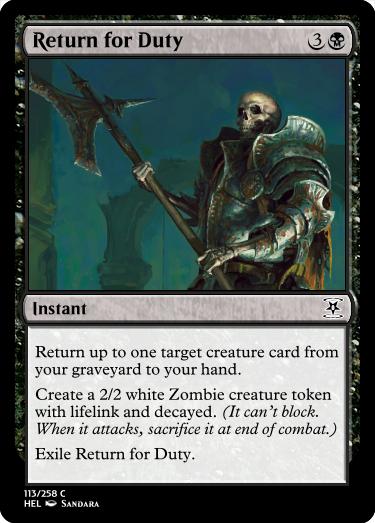 Return for Duty 3
Instant
Return up to one target creature card from
your graveyard to your hand.
Create a 2/2 white Zombie creature token
with lifelink and decayed. (It can't block.
When it attacks, sacrifice it at end of combat.)
Exile Return for Duty.
113/258 C
HEL SANDARA